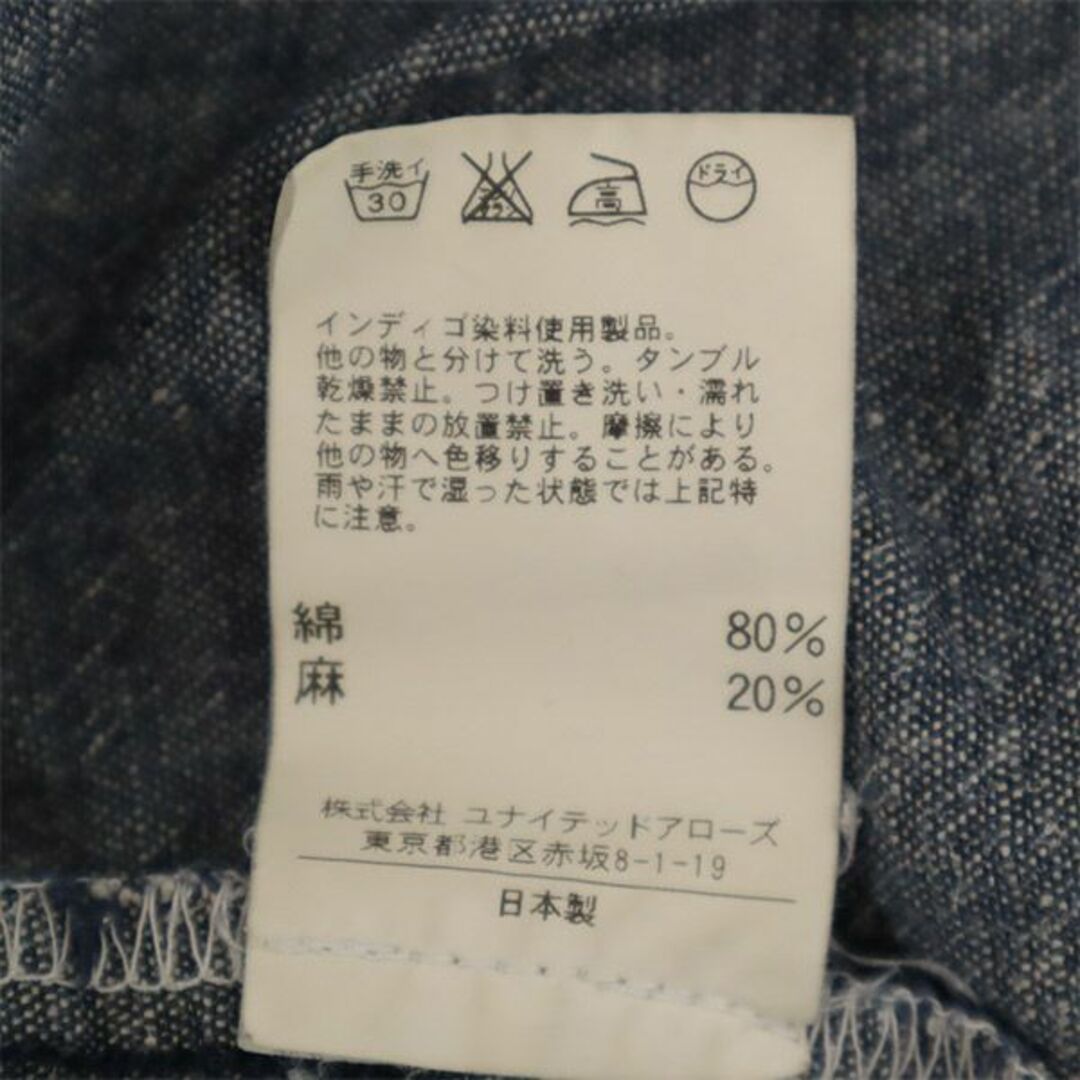 手洗イ
30
高
ドライ
インディゴ染料使用製品。
他の物と分けて洗う。タンブル
乾燥禁止。つけ置き洗い・濡れ
たままの放置禁止。摩擦により
他の物へ色移りすることがある。
雨や汗で湿った状態では上記特
に注意。
綿 80%
麻 20%
株式会社 ユナイテッドアローズ
東京都港区赤坂8-1-19
日本製